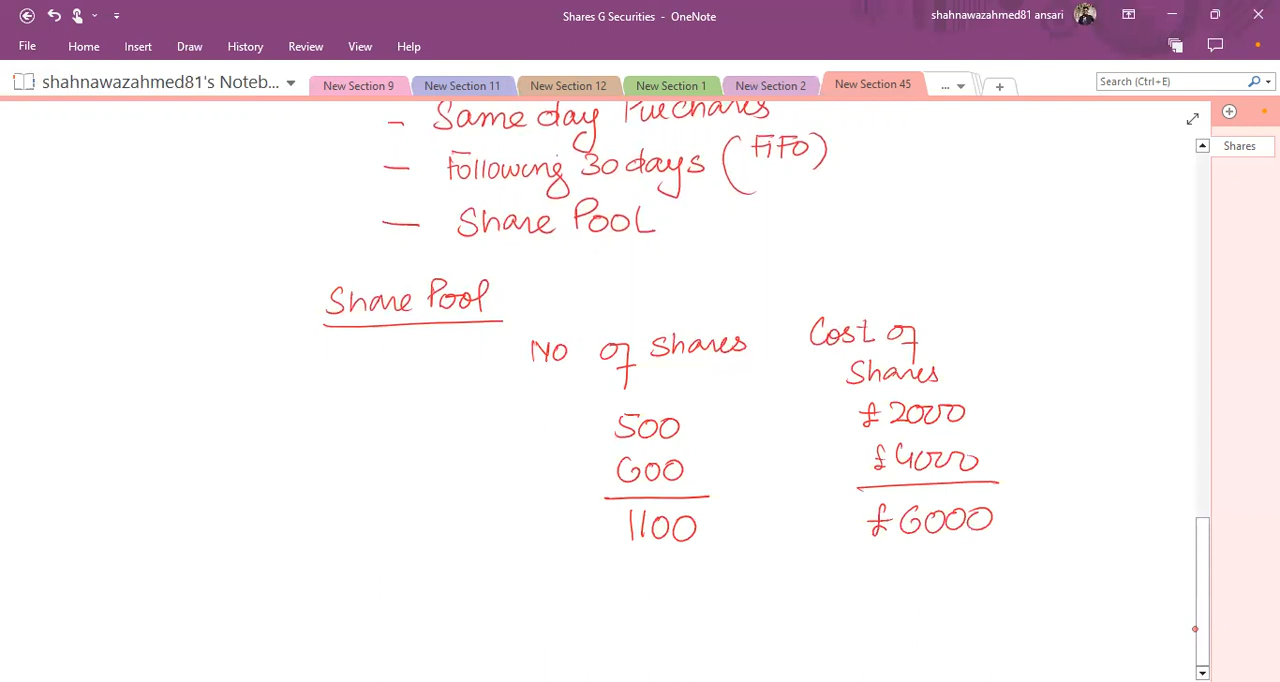 Shares G Securities - OneNote
shahnawazahmed81 ansari
File Home Insert Draw History Review View Help
shahnawazahmed81's Noteb...
New Section 9 New Section 11 New Section 12 New Section 1 New Section 2 New Section 45 ...
Search (Ctrl+E)
Shares
- Same day Purchases
- Following 30 days (FIFO)
- Share Pool
Share Pool
No of Shares
Cost of
Shares
500 £2000
600 £4000
1100 £6000